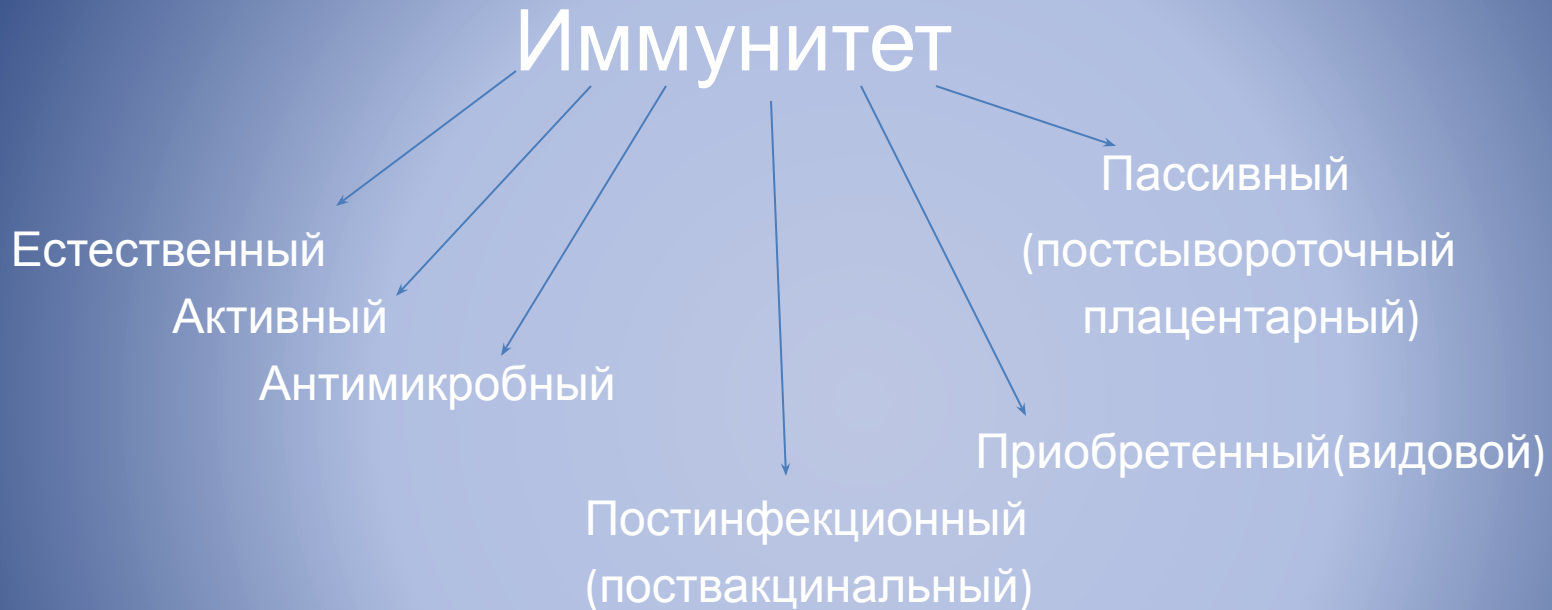 Иммунитет
Пассивный
(постсывороточный
плацентарный)
Естественный
Активный
Антимикробный
Приобретенный(видовой)
Постинфекционный
(поствакцинальный)